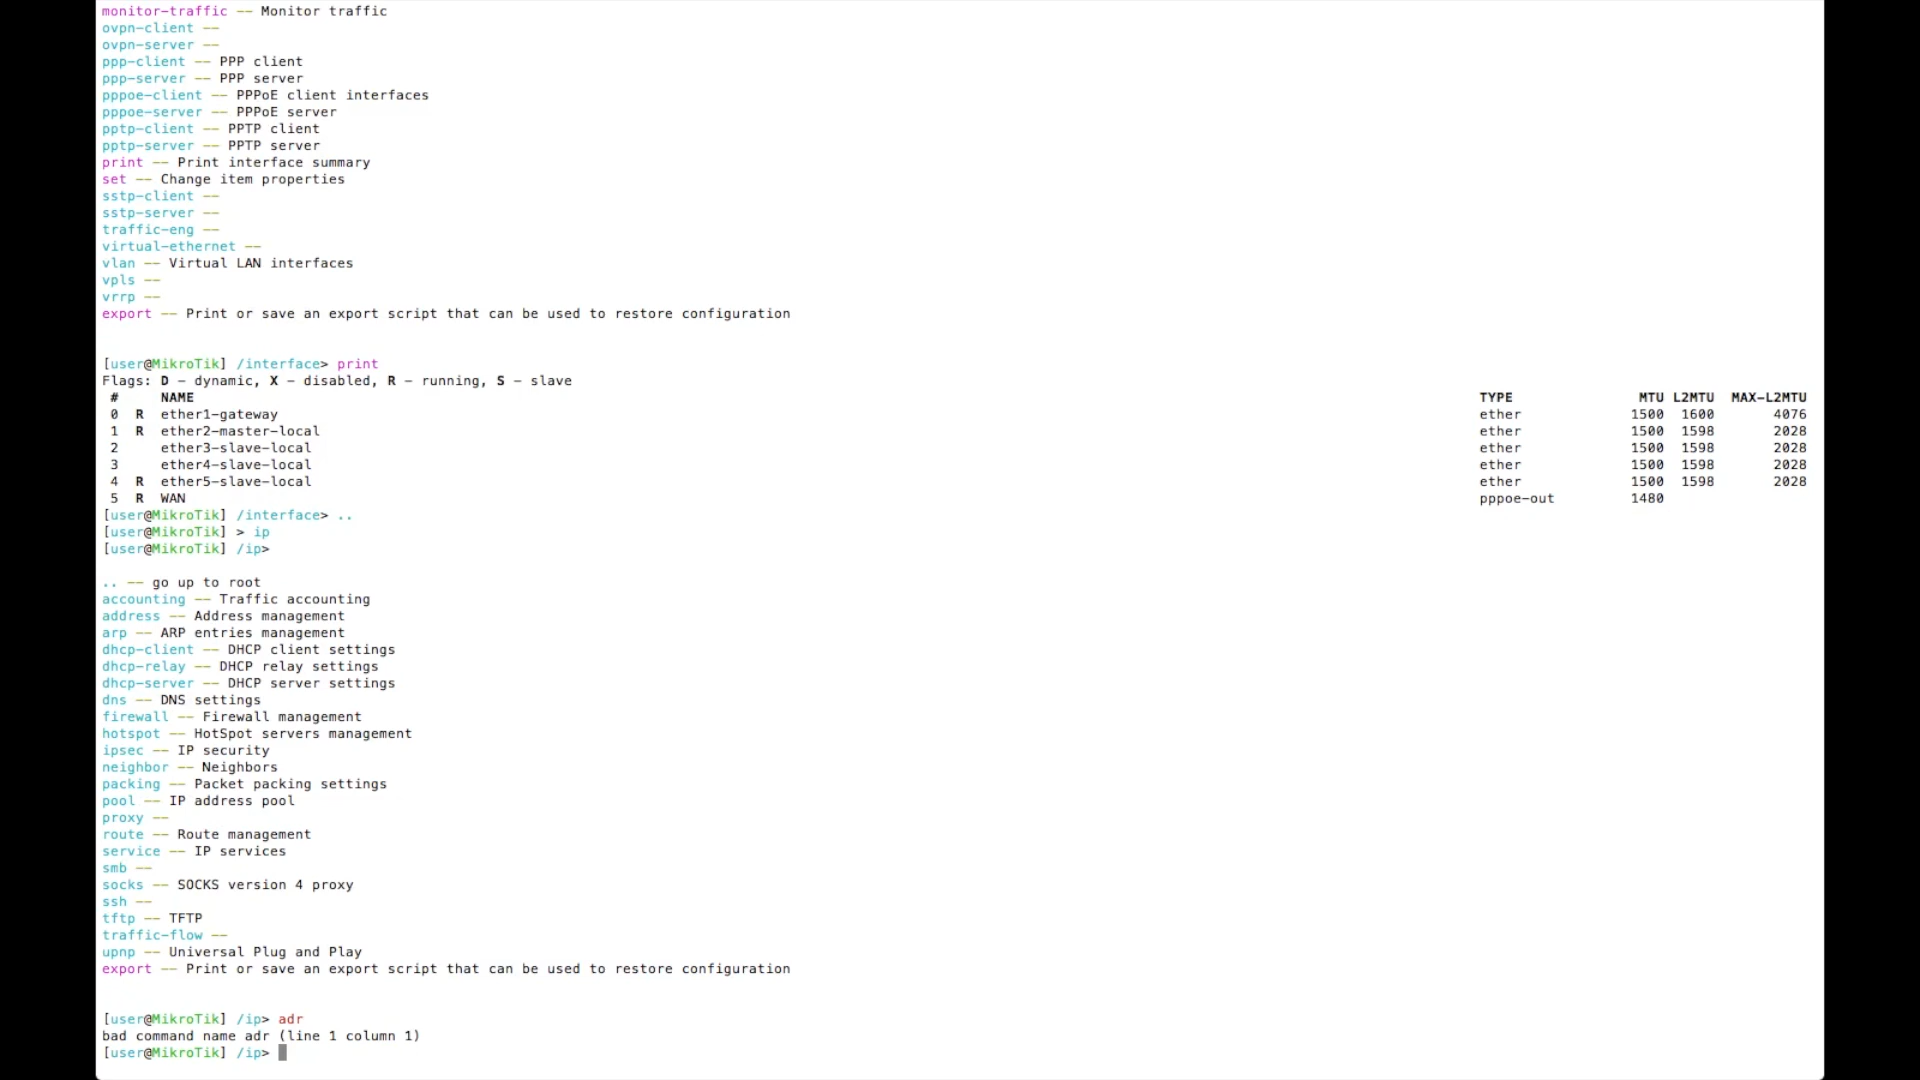 monitor-traffic -- Monitor traffic
ovpn-client --
ovpn-server --
ppp-client -- PPP client
ppp-server -- PPP server
pppoe-client -- PPPoE client interfaces
pppoe-server -- PPPoE server
pptp-client -- PPTP client
pptp-server -- PPTP server
print -- Print interface summary
set -- Change item properties
sstp-client --
sstp-server --
traffic-eng --
virtual-ethernet --
vlan -- Virtual LAN interfaces
vpls --
vrrp --
export -- Print or save an export script that can be used to restore configuration
[user@MikroTik] /interface> print
Flags: D - dynamic, X - disabled, R - running, S - slave
# NAME TYPE MTU L2MTU MAX-L2MTU
0 R ether1-gateway ether 1500 1600 4076
1 R ether2-master-local ether 1500 1598 2028
2 ether3-slave-local ether 1500 1598 2028
3 ether4-slave-local ether 1500 1598 2028
4 R ether5-slave-local ether 1500 1598 2028
5 R WAN pppoe-out 1480
[user@MikroTik] /interface> ..
[user@MikroTik] > ip
[user@MikroTik] /ip>
.. -- go up to root
accounting -- Traffic accounting
address -- Address management
arp -- ARP entries management
dhcp-client -- DHCP client settings
dhcp-relay -- DHCP relay settings
dhcp-server -- DHCP server settings
dns -- DNS settings
firewall -- Firewall management
hotspot -- HotSpot servers management
ipsec -- IP security
neighbor -- Neighbors
packing -- Packet packing settings
pool -- IP address pool
proxy --
route -- Route management
service -- IP services
smb --
socks -- SOCKS version 4 proxy
ssh --
tftp -- TFTP
traffic-flow --
upnp -- Universal Plug and Play
export -- Print or save an export script that can be used to restore configuration
[user@MikroTik] /ip> adr
bad command name adr (line 1 column 1)
[user@MikroTik] /ip>